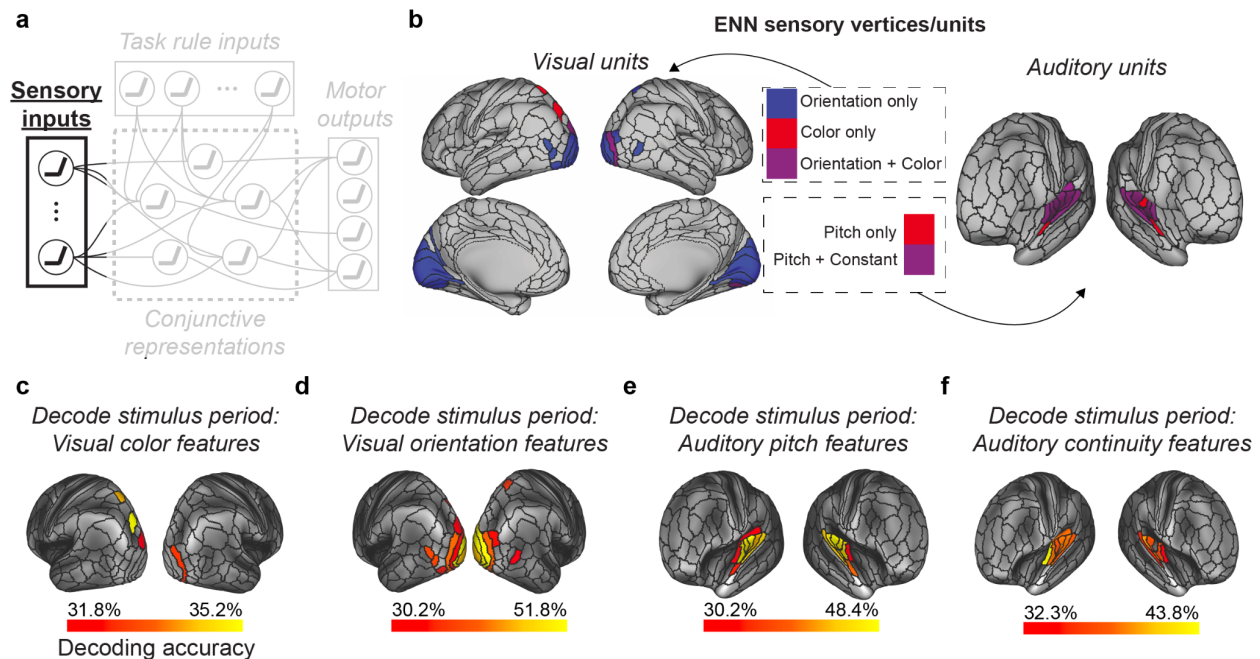 a
Task rule inputs
Sensory
inputs
Motor
outputs
Conjunctive
representations
b
ENN sensory vertices/units
Visual units
Auditory units
Orientation only
Color only
Orientation + Color
Pitch only
Pitch + Constant
c
Decode stimulus period:
Visual color features
31.8% 35.2%
Decoding accuracy
d
Decode stimulus period:
Visual orientation features
30.2% 51.8%
e
Decode stimulus period:
Auditory pitch features
30.2% 48.4%
f
Decode stimulus period:
Auditory continuity features
32.3% 43.8%